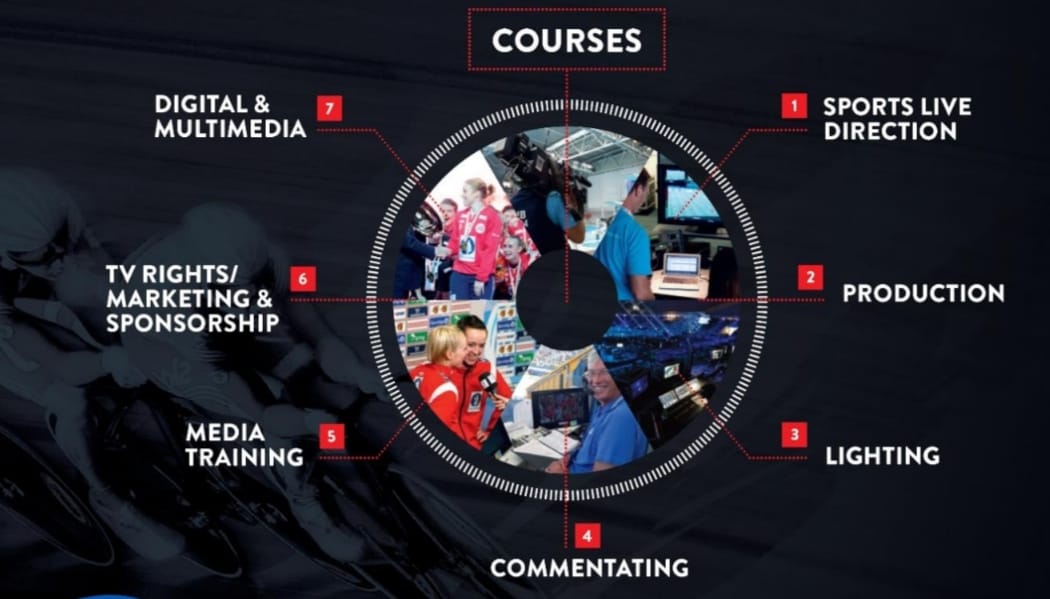 COURSES
1
SPORTS LIVE
DIRECTION
2
PRODUCTION
3
LIGHTING
4
COMMENTATING
5
MEDIA
TRAINING
6
TV RIGHTS/
MARKETING &
SPONSORSHIP
7
DIGITAL &
MULTIMEDIA